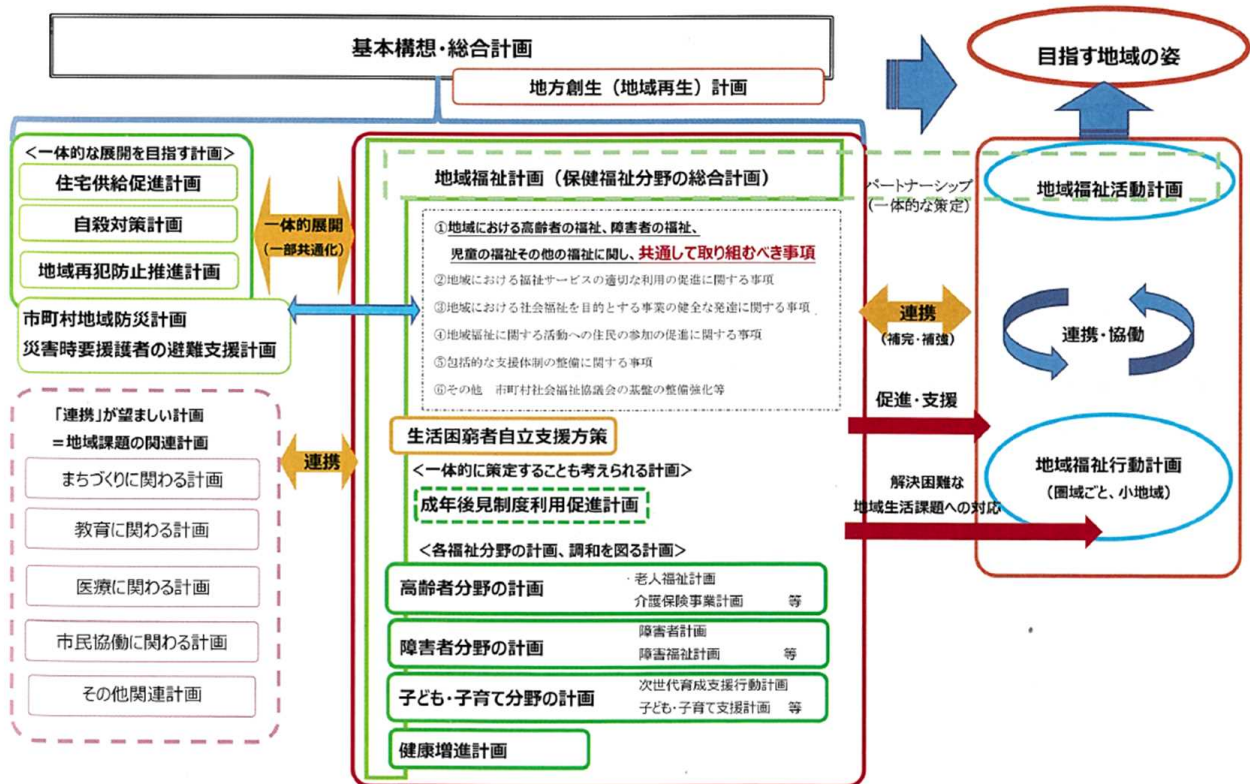 基本構想・総合計画
地方創生（地域再生）計画
目指す地域の姿
＜一体的な展開を目指す計画＞
住宅供給促進計画
自殺対策計画
地域再犯防止推進計画
市町村地域防災計画
災害時要援護者の避難支援計画
一体的展開
（一部共通化）
「連携」が望ましい計画
＝地域課題の関連計画
まちづくりに関わる計画
教育に関わる計画
医療に関わる計画
市民協働に関わる計画
その他関連計画
連携
地域福祉計画（保健福祉分野の総合計画）
①地域における高齢者の福祉、障害者の福祉、
児童の福祉その他の福祉に関し、共通して取り組むべき事項
②地域における福祉サービスの適切な利用の促進に関する事項
③地域における社会福祉を目的とする事業の健全な発達に関する事項
④地域福祉に関する活動への住民の参加の促進に関する事項
⑤包括的な支援体制の整備に関する事項
⑥その他　市町村社会福祉協議会の基盤の整備強化等
生活困窮者自立支援方策
＜一体的に策定することも考えられる計画＞
成年後見制度利用促進計画
＜各福祉分野の計画、調和を図る計画＞
高齢者分野の計画
・老人福祉計画
介護保険事業計画　等
障害者分野の計画
障害者計画
障害福祉計画　等
子ども・子育て分野の計画
次世代育成支援行動計画
子ども・子育て支援計画　等
健康増進計画
パートナーシップ
（一体的な策定）
連携
（補完・補強）
促進・支援
解決困難な
地域生活課題への対応
地域福祉活動計画
連携・協働
地域福祉行動計画
（圏域ごと、小地域）